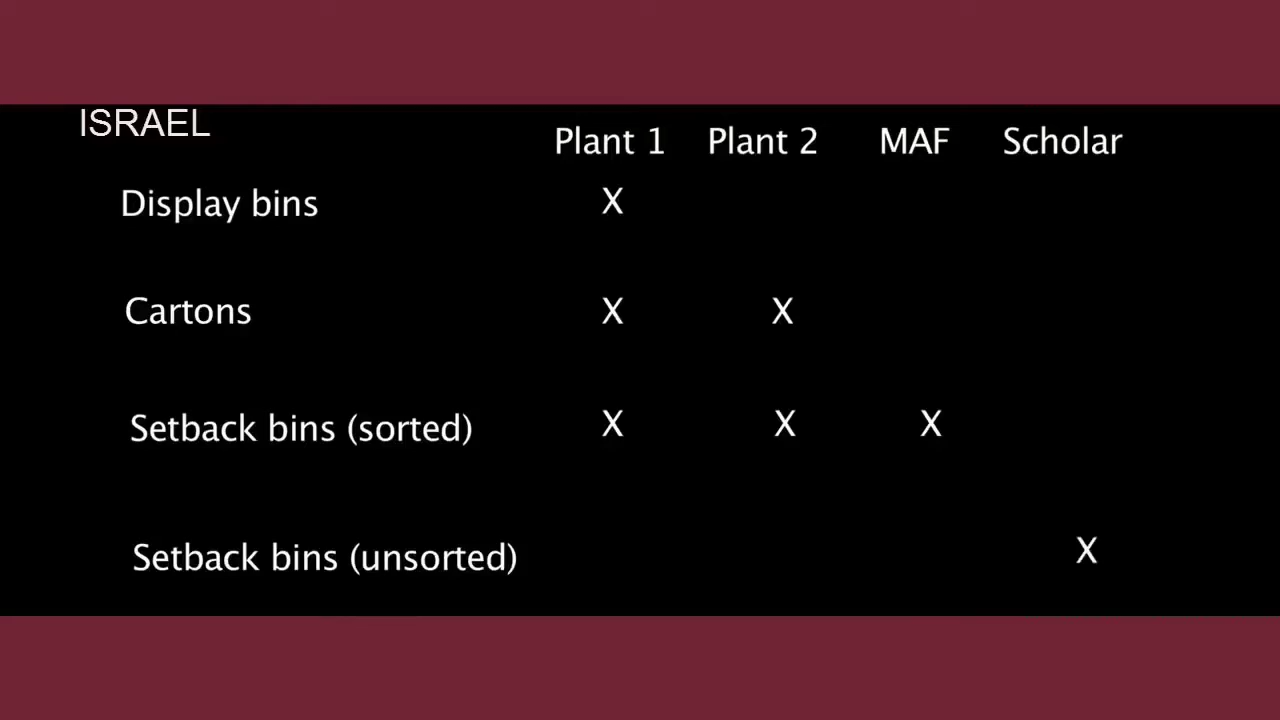 ISRAEL
Plant 1 Plant 2 MAF Scholar
Display bins X
Cartons X X
Setback bins (sorted) X X X
Setback bins (unsorted) X